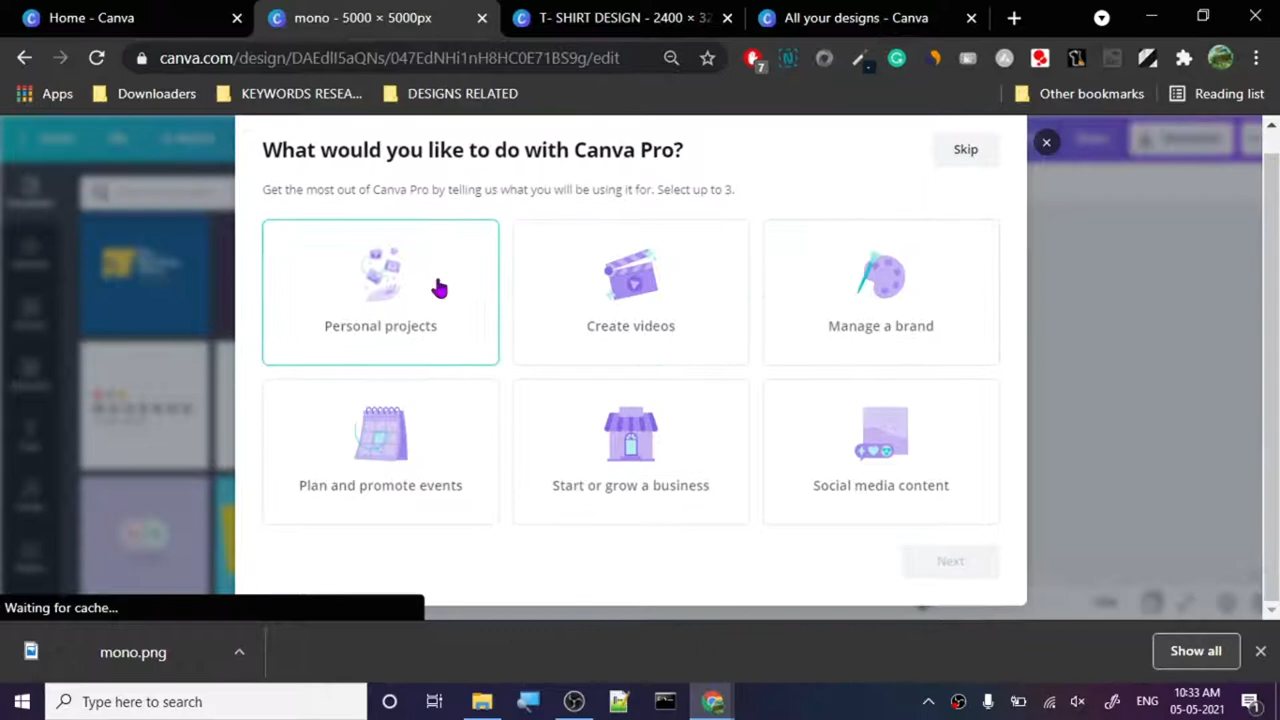 Home - Canva
mono - 5000 × 5000px
T- SHIRT DESIGN - 2400 × 32
All your designs - Canva
canva.com/design/DAEdlI5aQNs/047EdNHi1nH8HC0E71BS9g/edit
7
Apps
Downloaders
KEYWORDS RESEA...
DESIGNS RELATED
Other bookmarks
Reading list
What would you like to do with Canva Pro?
Skip
Get the most out of Canva Pro by telling us what you will be using it for. Select up to 3.
Personal projects
Create videos
Manage a brand
Plan and promote events
Start or grow a business
Social media content
Next
Waiting for cache...
mono.png
Show all
Type here to search
ENG
10:33 AM
05-05-2021
1